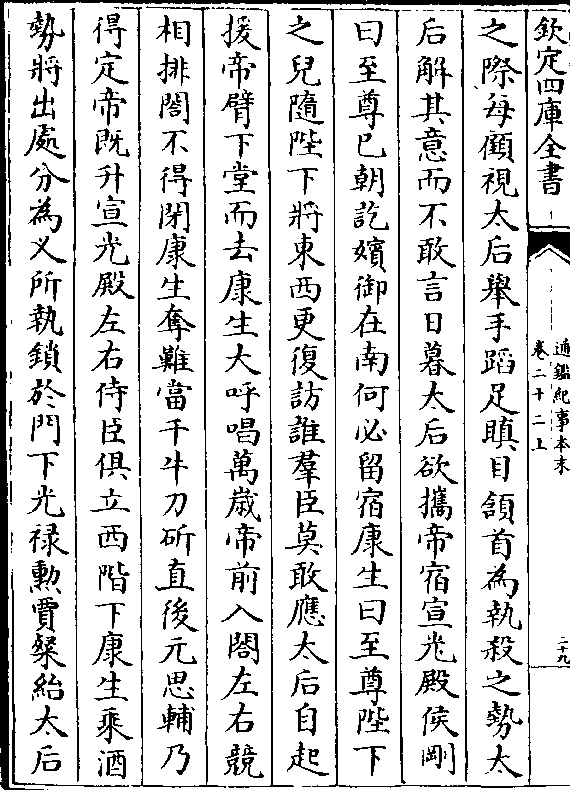 欽定四庫全書
通鑑紀事本末
卷二十二上
二十九
之際每顧視太后舉手蹈足瞋目頷首為執殺之勢太
后解其意而不敢言日暮太后欲攜帝宿宣光殿侯剛
曰至尊已朝訖嬪御在南何必留宿康生曰至尊陛下
之兒隨陛下將東西更復訪誰羣臣莫敢應太后自起
援帝臂下堂而去康生大呼唱萬歲帝前入閤左右競
相排閤不得閉康生奪難當千牛刀斫直後元思輔乃
得定帝既升宣光殿左右侍臣俱立西階下康生乘酒
勢將出處分為义所執鎖於門下光祿勲賈粲紿太后